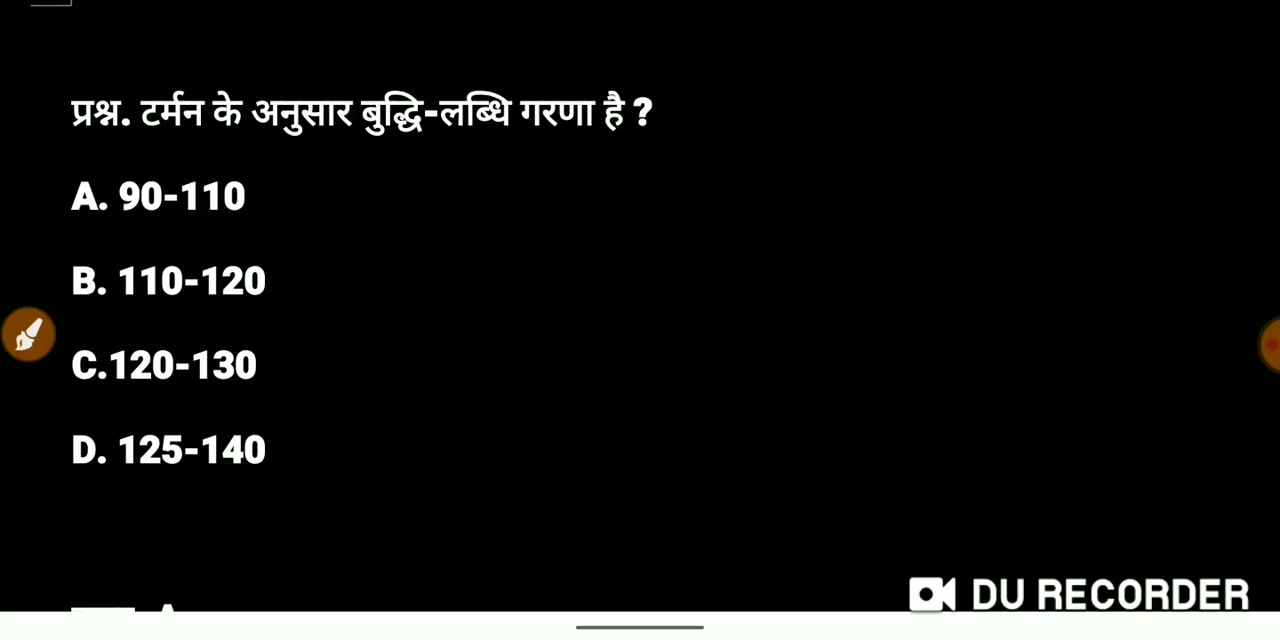 प्रश्न. टर्मन के अनुसार बुद्धि-लब्धि गरणा है ?
A. 90-110
B. 110-120
C.120-130
D. 125-140
DU RECORDER